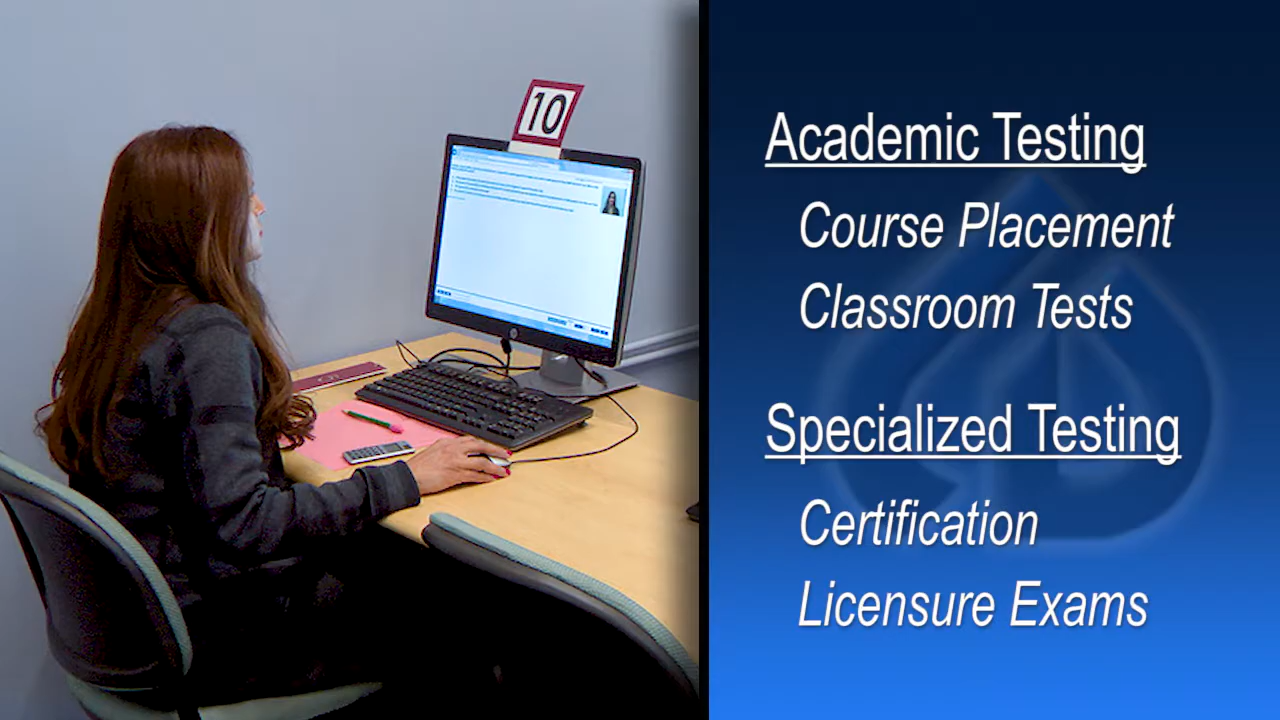 10
Academic Testing
Course Placement
Classroom Tests
Specialized Testing
Certification
Licensure Exams